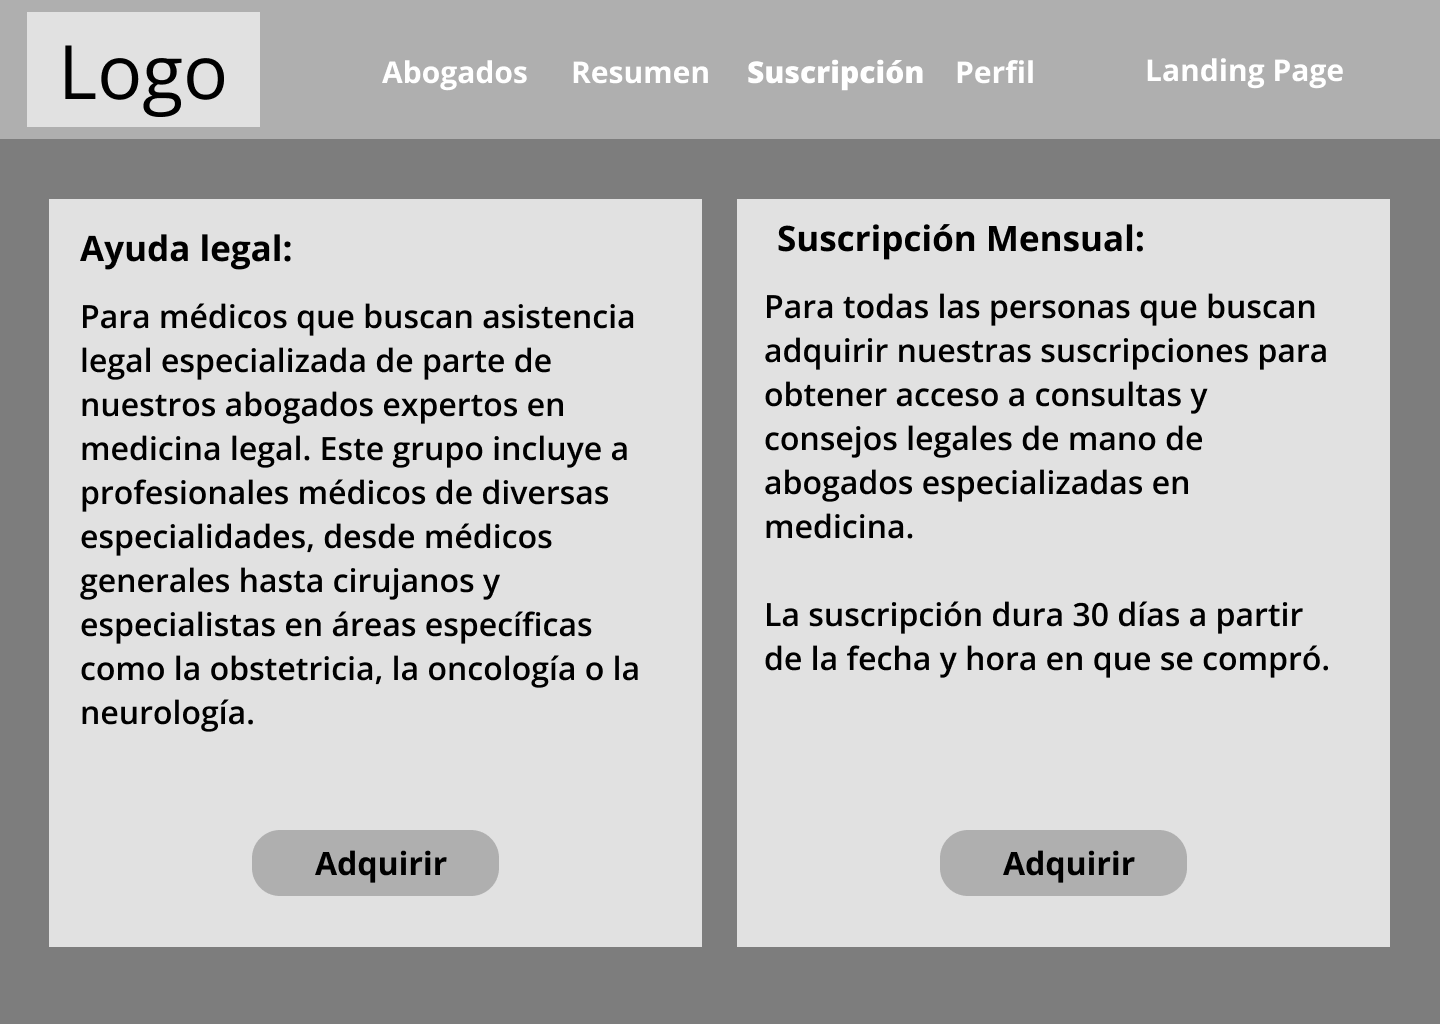 Logo
Abogados
Resumen
Suscripción
Perfil
Landing Page
Ayuda legal:
Para médicos que buscan asistencia
legal especializada de parte de
nuestros abogados expertos en
medicina legal. Este grupo incluye a
profesionales médicos de diversas
especialidades, desde médicos
generales hasta cirujanos y
especialistas en áreas específicas
como la obstetricia, la oncología o la
neurología.
Adquirir
Suscripción Mensual:
Para todas las personas que buscan
adquirir nuestras suscripciones para
obtener acceso a consultas y
consejos legales de mano de
abogados especializadas en
medicina.
La suscripción dura 30 días a partir
de la fecha y hora en que se compró.
Adquirir